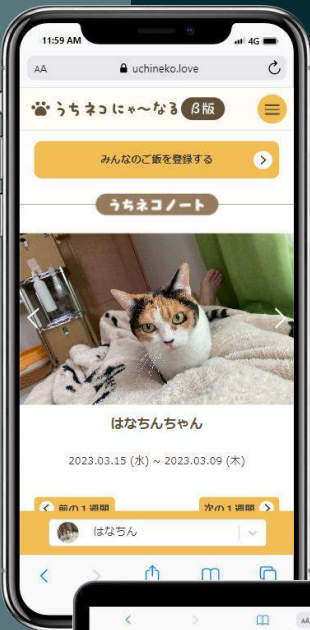 11:59 AM 4G
AA uchineko.love
うちネコにゃ～なる β版
みんなのご飯を登録する
うちネコノート
はなちんちゃん
2023.03.15 (水) ~ 2023.03.09 (木)
前の1週間 次の1週間
はなちん
AA